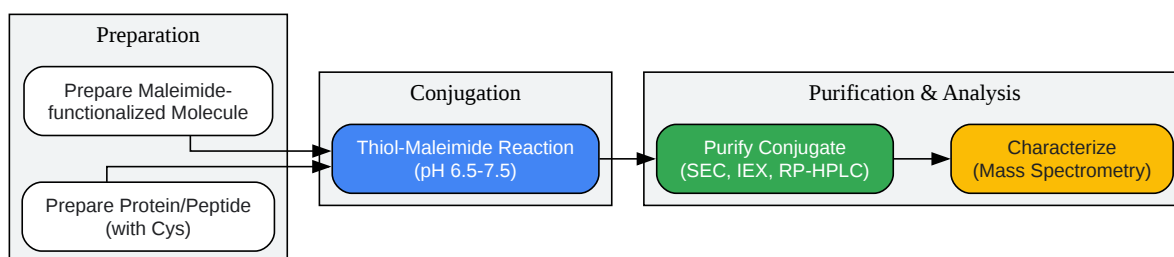 Preparation
Prepare Maleimide-
functionalized Molecule
Prepare Protein/Peptide
(with Cys)
Conjugation
Thiol-Maleimide Reaction
(pH 6.5-7.5)
Purification & Analysis
Purify Conjugate
(SEC, IEX, RP-HPLC)
Characterize
(Mass Spectrometry)